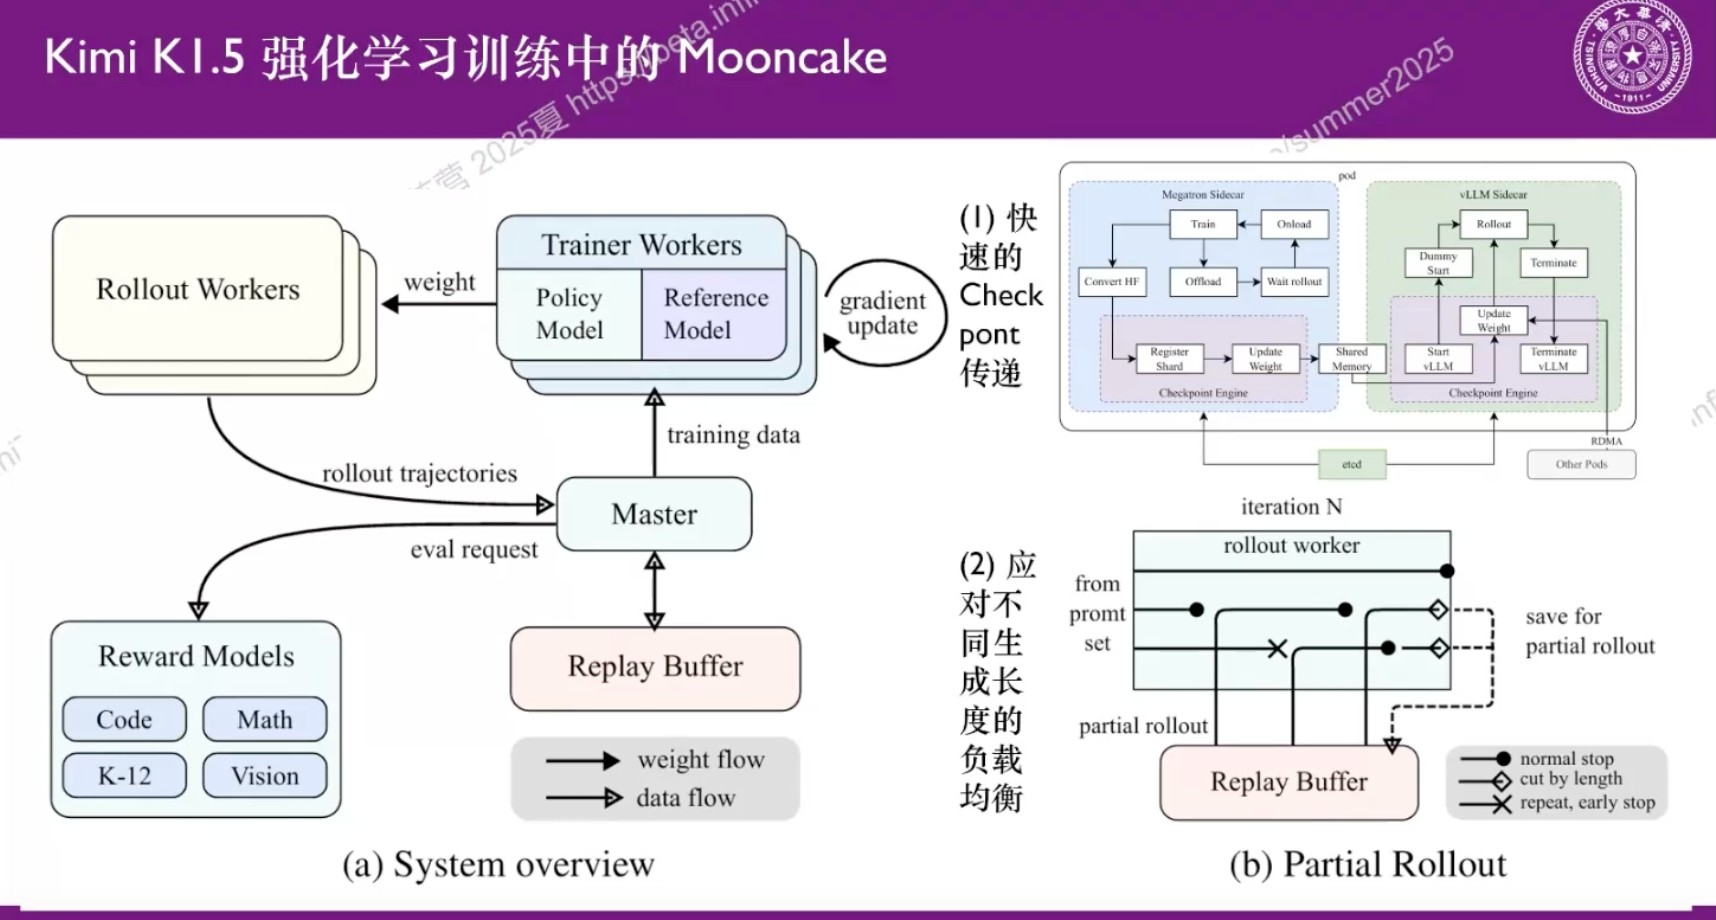 Kimi K1.5 强化学习训练中的 Mooncake
营 2025夏 https
eta.inf
/summer2025
TSINGHUA UNIVERSITY
1911
Rollout Workers
weight
Trainer Workers
Policy
Model
Reference
Model
gradient
update
training data
rollout trajectories
Master
eval request
Reward Models
Code
Math
K-12
Vision
Replay Buffer
weight flow
data flow
(a) System overview
(1) 快
速的
Check
pont
传递
pod
Megatron Sidecar
Train
Onload
Convert HF
Offload
Wait rollout
Register
Shard
Update
Weight
Checkpoint Engine
Shared
Memory
vLLM Sidecar
Rollout
Dummy
Start
Terminate
Update
Weight
Start
vLLM
Terminate
vLLM
Checkpoint Engine
RDMA
etcd
Other Pods
(2) 应
对不
同生
成长
度的
负载
均衡
iteration N
rollout worker
from
promt
set
save for
partial rollout
partial rollout
Replay Buffer
normal stop
cut by length
repeat, early stop
(b) Partial Rollout